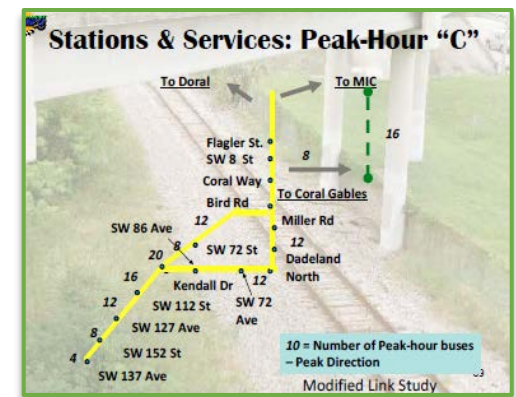 Stations & Services: Peak-Hour “C”
To Doral
To MIC
16
Flagler St.
SW 8 St
8
Coral Way
To Coral Gables
Bird Rd
12
Miller Rd
SW 86 Ave
8
SW 72 St
12
20
Dadeland
North
Kendall Dr
12
16
SW 72
Ave
SW 112 St
12
SW 127 Ave
8
10 = Number of Peak-hour buses
– Peak Direction
SW 152 St
4
SW 137 Ave
Modified Link Study